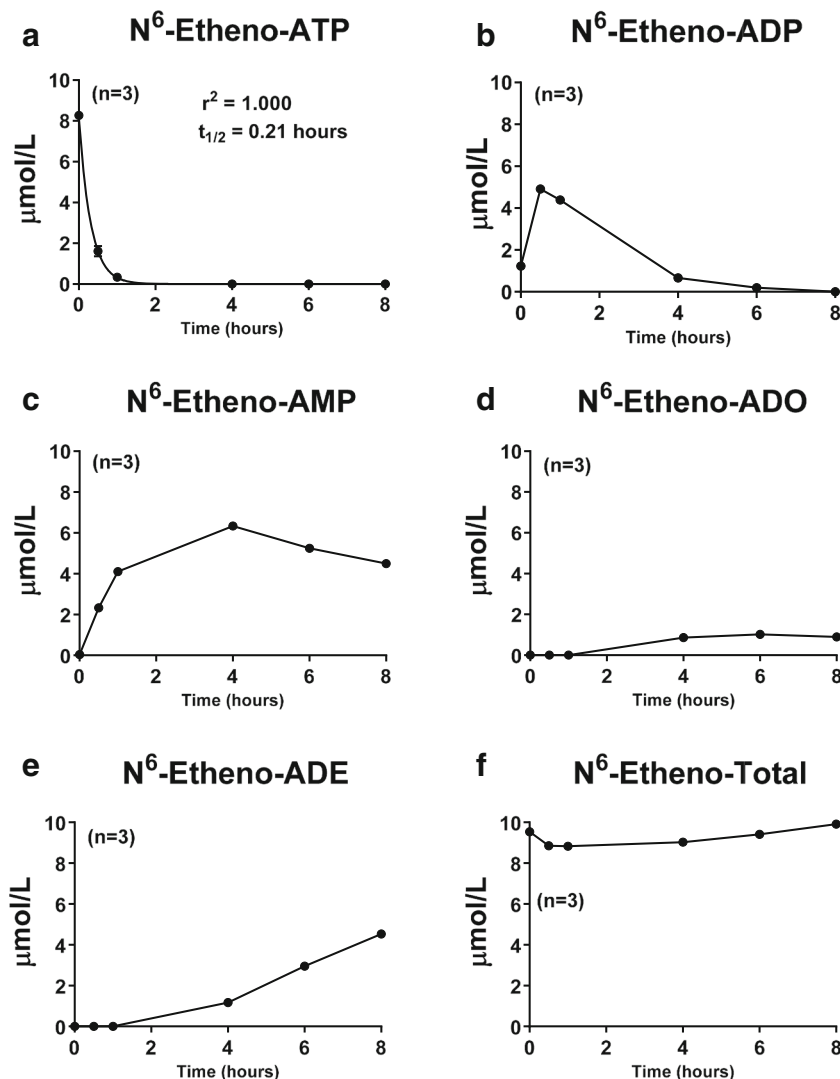 a
N⁶-Etheno-ATP
10
8
6
4
2
0
μmol/L
(n=3)
r² = 1.000
t₁/₂ = 0.21 hours
0 2 4 6 8
Time (hours)
b
N⁶-Etheno-ADP
10
8
6
4
2
0
μmol/L
(n=3)
0 2 4 6 8
Time (hours)
c
N⁶-Etheno-AMP
10
8
6
4
2
0
μmol/L
(n=3)
0 2 4 6 8
Time (hours)
d
N⁶-Etheno-ADO
10
8
6
4
2
0
μmol/L
(n=3)
0 2 4 6 8
Time (hours)
e
N⁶-Etheno-ADE
10
8
6
4
2
0
μmol/L
(n=3)
0 2 4 6 8
Time (hours)
f
N⁶-Etheno-Total
10
8
6
4
2
0
μmol/L
(n=3)
0 2 4 6 8
Time (hours)